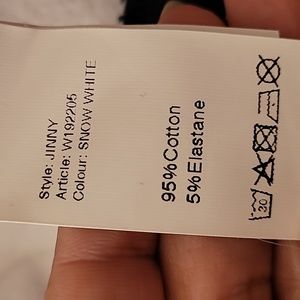 Style: JINNY
Article: W192205
Colour: SNOW WHITE
95%Cotton
5%Elastane
30